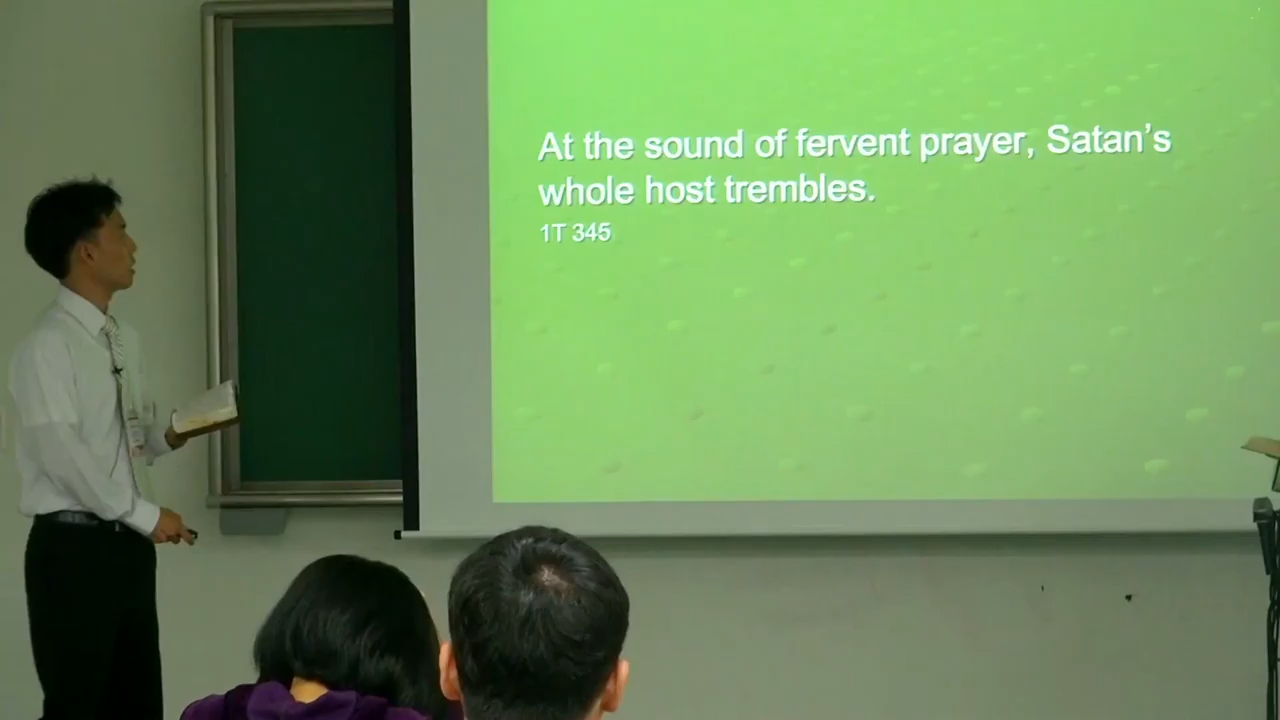 At the sound of fervent prayer, Satan's
whole host trembles.
1T 345